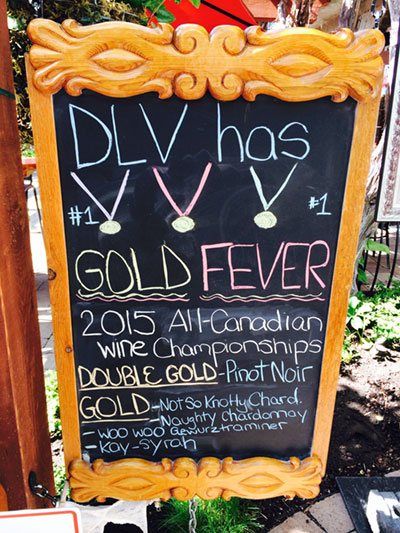 DLV has
#1 #1
GOLD FEVER
2015 All-Canadian
Wine Championships
DOUBLE GOLD-Pinot Noir
GOLD-Not So Knotty Chard.
-Naughty Chardonnay
-Woo Woo Gewurztraminer
-Kay-Syrah